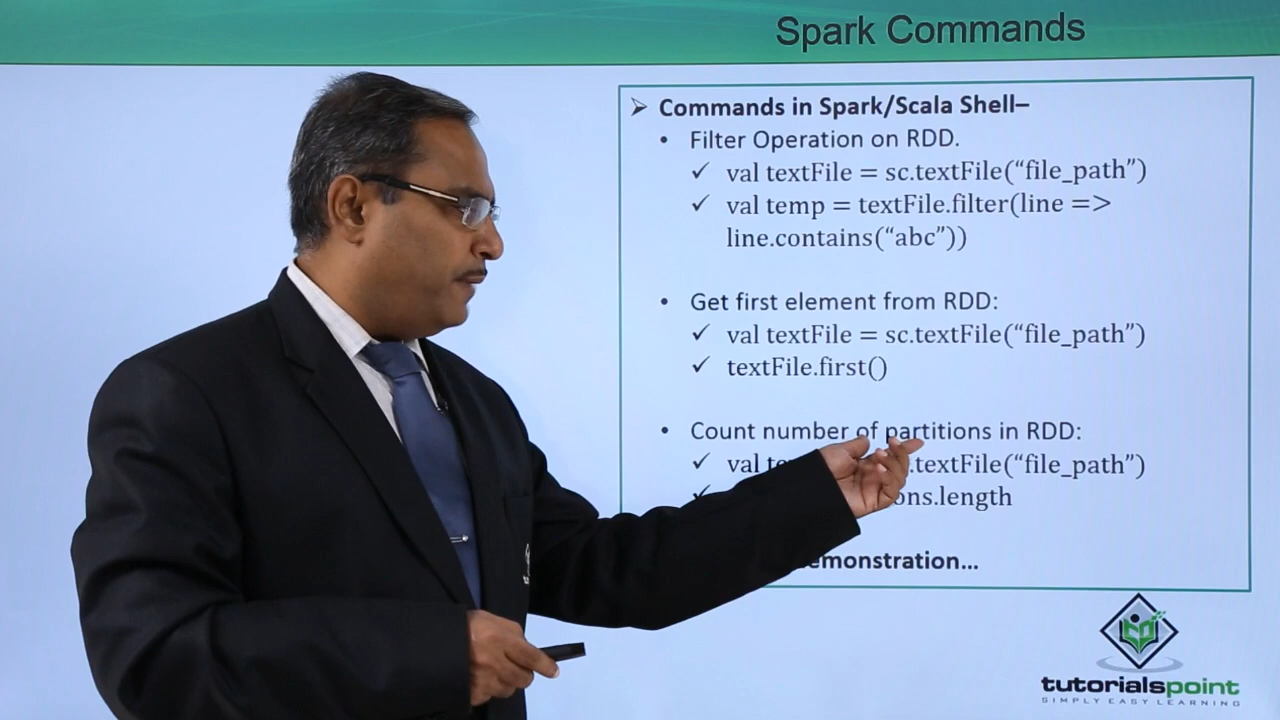 Spark Commands
➢ Commands in Spark/Scala Shell–
• Filter Operation on RDD.
✓ val textFile = sc.textFile(“file_path”)
✓ val temp = textFile.filter(line =>
line.contains(“abc”))
• Get first element from RDD:
✓ val textFile = sc.textFile(“file_path”)
✓ textFile.first()
• Count number of partitions in RDD:
✓ val .textFile(“file_path”)
ons.length
emonstration…
tutorialspoint
SIMPLY EASY LEARNING